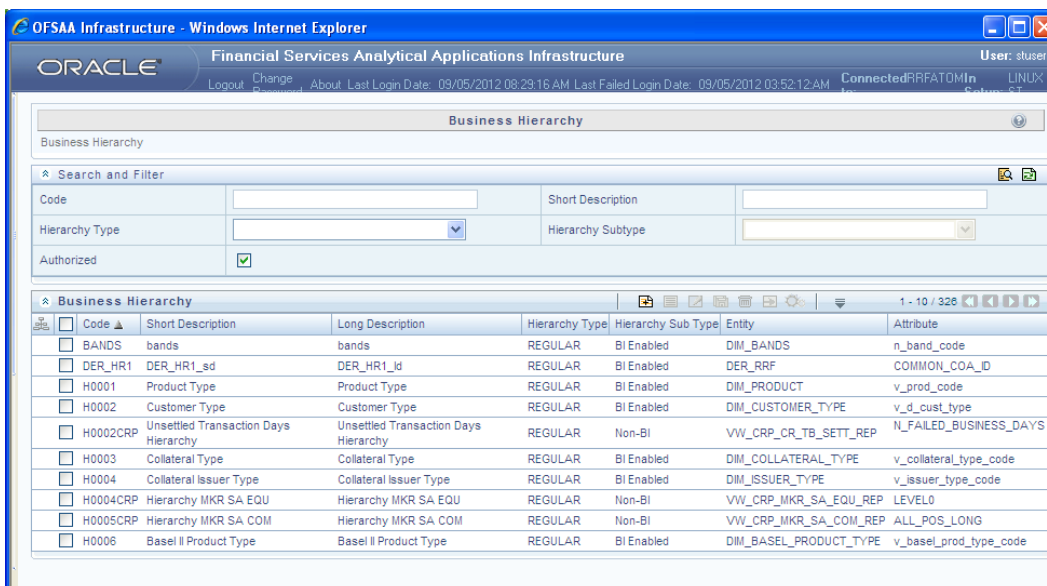 OFSAA Infrastructure - Windows Internet Explorer
ORACLE
Financial Services Analytical Applications Infrastructure
User: stuser
Logout Change About Last Login Date: 09/05/2012 08:29:16 AM Last Failed Login Date: 09/05/2012 03:52:12:AM ConnectedRRFATOMIn LINUX
Business Hierarchy
Business Hierarchy
Search and Filter
Code
Short Description
Hierarchy Type
Hierarchy Subtype
Authorized
Business Hierarchy
1 - 10 / 326
Code Short Description Long Description Hierarchy Type Hierarchy Sub Type Entity Attribute
BANDS bands bands REGULAR BI Enabled DIM_BANDS n_band_code
DER_HR1 DER_HR1_sd DER_HR1_ld REGULAR BI Enabled DER_RRF COMMON_COA_ID
H0001 Product Type Product Type REGULAR BI Enabled DIM_PRODUCT v_prod_code
H0002 Customer Type Customer Type REGULAR BI Enabled DIM_CUSTOMER_TYPE v_d_cust_type
H0002CRP Unsettled Transaction Days Hierarchy Unsettled Transaction Days Hierarchy REGULAR Non-BI VW_CRP_CR_TB_SETT_REP N_FAILED_BUSINESS_DAYS
H0003 Collateral Type Collateral Type REGULAR BI Enabled DIM_COLLATERAL_TYPE v_collateral_type_code
H0004 Collateral Issuer Type Collateral Issuer Type REGULAR BI Enabled DIM_ISSUER_TYPE v_issuer_type_code
H0004CRP Hierarchy MKR SA EQU Hierarchy MKR SA EQU REGULAR Non-BI VW_CRP_MKR_SA_EQU_REP LEVEL0
H0005CRP Hierarchy MKR SA COM Hierarchy MKR SA COM REGULAR Non-BI VW_CRP_MKR_SA_COM_REP ALL_POS_LONG
H0006 Basel II Product Type Basel II Product Type REGULAR BI Enabled DIM_BASEL_PRODUCT_TYPE v_basel_prod_type_code